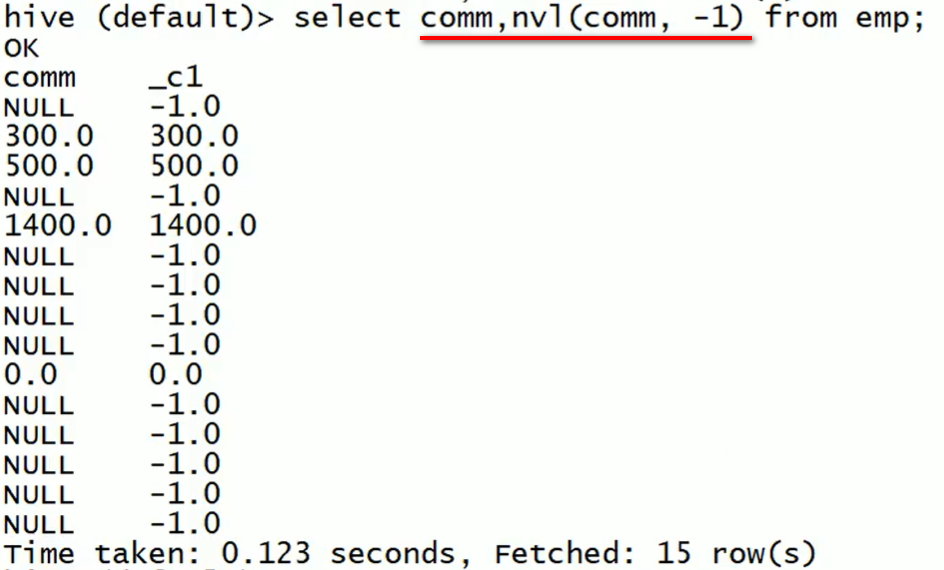 hive (default)> select comm,nvl(comm, -1) from emp;
OK
comm _c1
NULL -1.0
300.0 300.0
500.0 500.0
NULL -1.0
1400.0 1400.0
NULL -1.0
NULL -1.0
NULL -1.0
NULL -1.0
0.0 0.0
NULL -1.0
NULL -1.0
NULL -1.0
NULL -1.0
NULL -1.0
Time taken: 0.123 seconds, Fetched: 15 row(s)